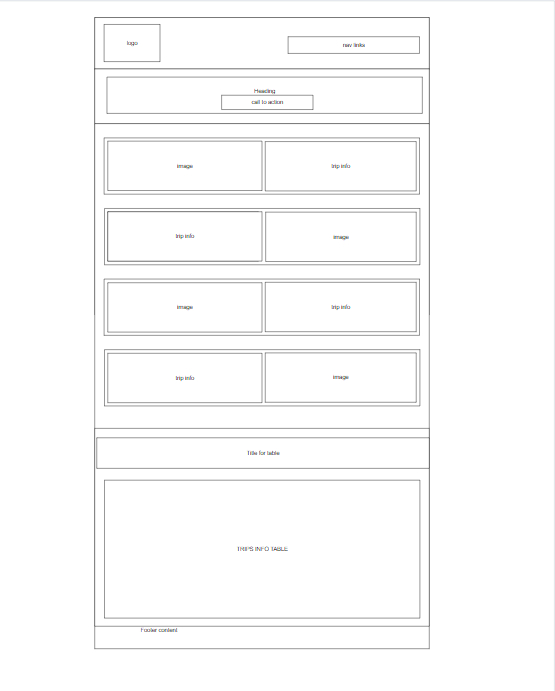 logo
nav links
Heading
call to action
image
trip info
trip info
image
image
trip info
trip info
image
Title for table
TRIPS INFO TABLE
Footer content